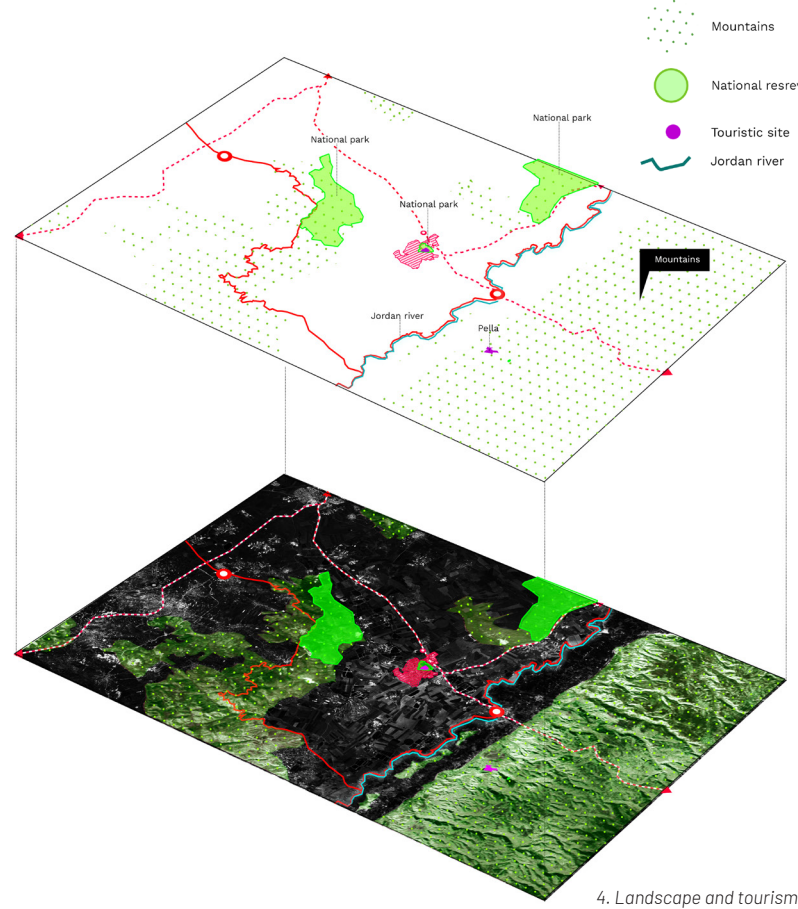 Mountains
National resre
Touristic site
Jordan river
National park
National park
National park
Mountains
Jordan river
Pella
4. Landscape and tourism